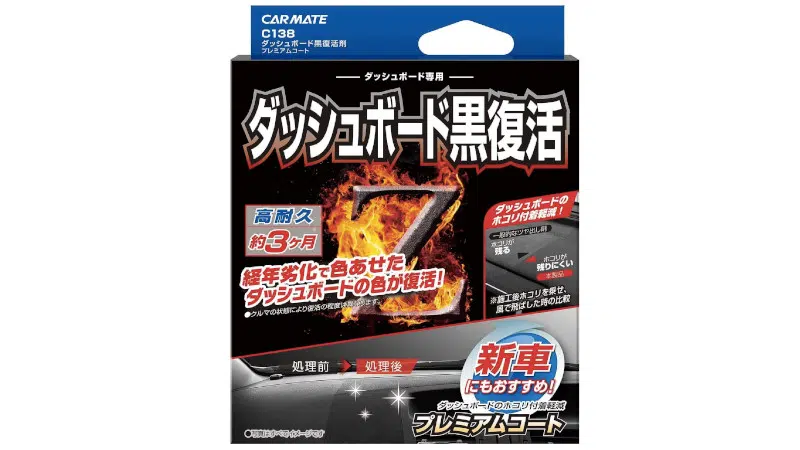 CARMATE
C138
ダッシュボード黒復活剤
プレミアムコート
ダッシュボード専用
ダッシュボード黒復活
Z
高耐久
約3ヶ月
経年劣化で色あせた
ダッシュボードの色が復活!
●クルマの状態により復活の程度は異なります。
ダッシュボードの
ホコリ付着軽減!
一般的なツヤ出し剤
ホコリが
残る
ホコリが
残りにくい
本製品
※施工後ホコリを乗せ、
風で飛ばした時の比較
処理前
処理後
新車
にもおすすめ!
ダッシュボードのホコリ付着軽減
プレミアムコート
●写真はすべてイメージです